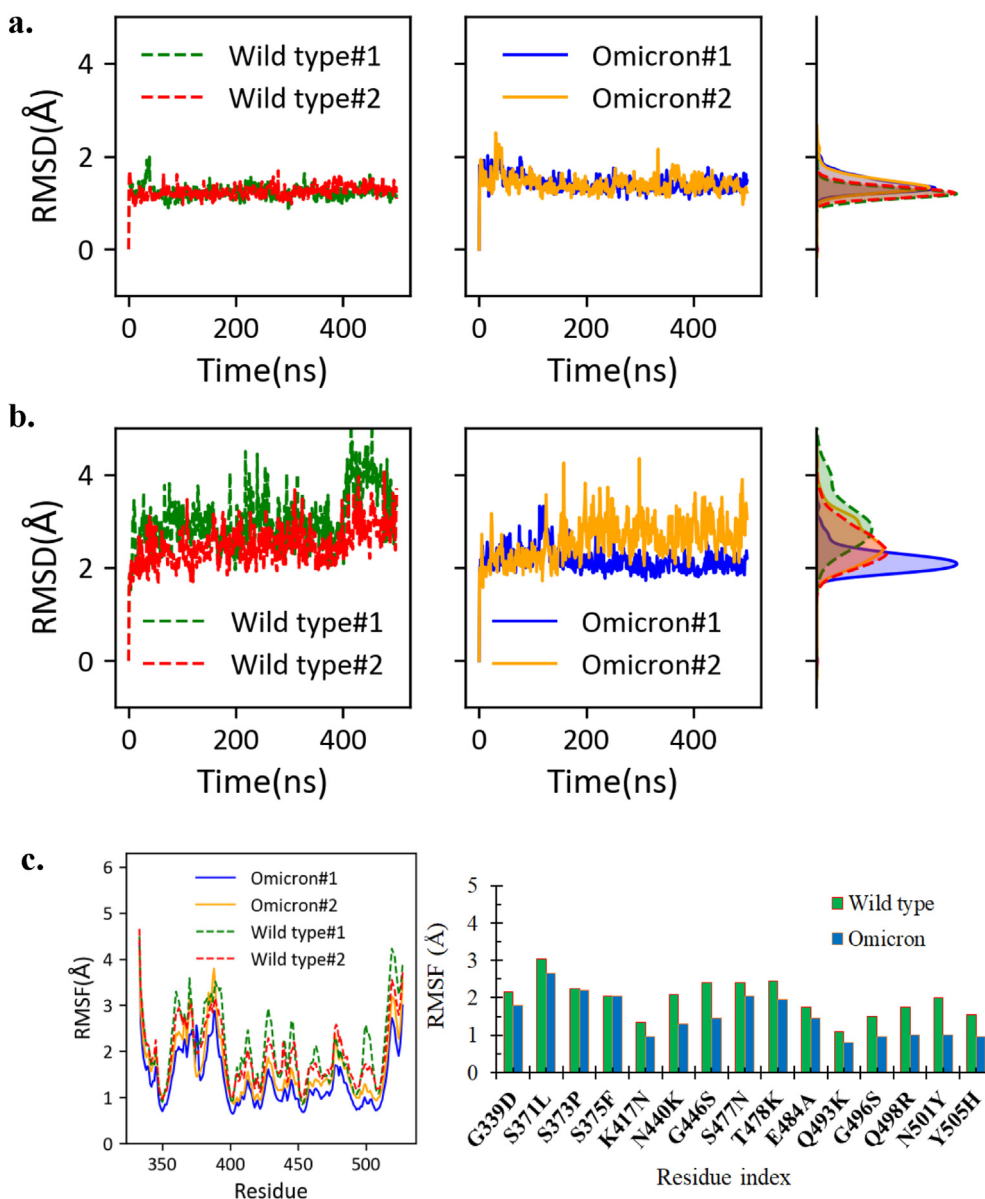 a.
RMSD(Å)
4
2
0
Wild type#1
Wild type#2
0
200
400
Time(ns)
Omicron#1
Omicron#2
0
200
400
Time(ns)
b.
RMSD(Å)
4
2
0
Wild type#1
Wild type#2
0
200
400
Time(ns)
Omicron#1
Omicron#2
0
200
400
Time(ns)
c.
RMSF(Å)
6
5
4
3
2
1
0
Omicron#1
Omicron#2
Wild type#1
Wild type#2
350
400
450
500
Residue
RMSF (Å)
5
4
3
2
1
0
Wild type
Omicron
G339D
S371L
S373P
S375F
K417N
N440K
G446S
S477N
T478K
E484A
Q493K
G496S
Q498R
N501Y
Y505H
Residue index